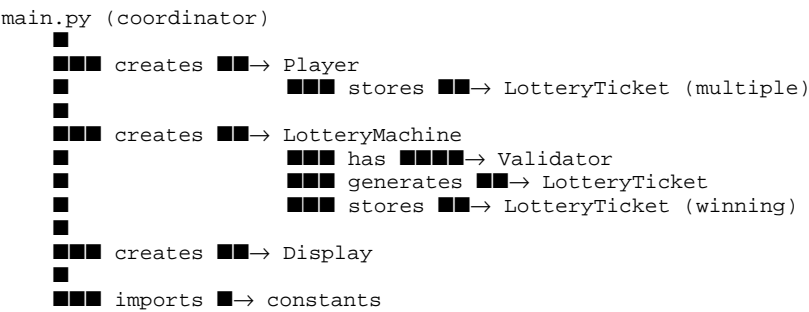 main.py (coordinator)
■
■■■ creates ■■→ Player
■ ■■■ stores ■■→ LotteryTicket (multiple)
■
■■■ creates ■■→ LotteryMachine
■ ■■■ has ■■■■→ Validator
■ ■■■ generates ■■→ LotteryTicket
■ ■■■ stores ■■→ LotteryTicket (winning)
■
■■■ creates ■■→ Display
■
■■■ imports ■→ constants